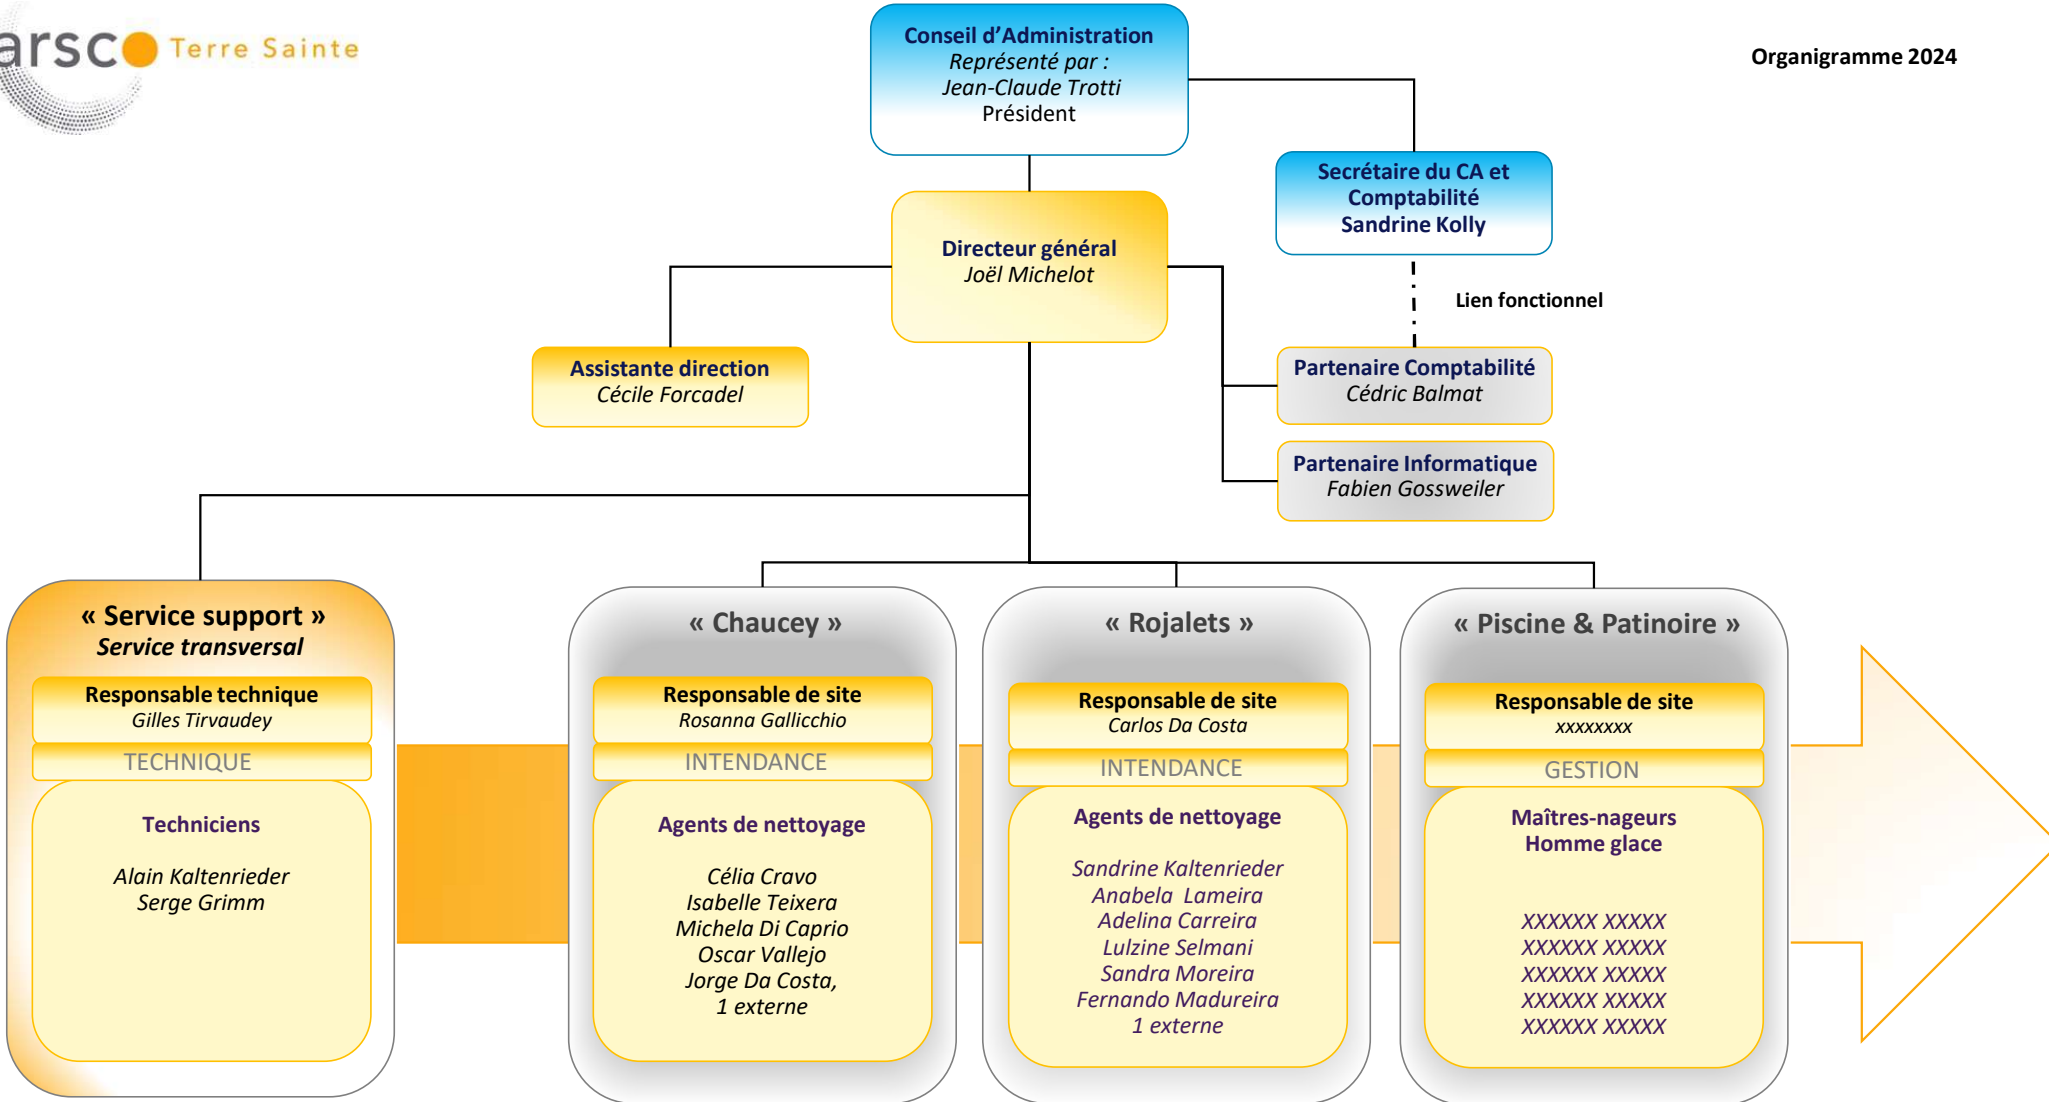 arsco Terre Sainte
Organigramme 2024
Conseil d’Administration
Représenté par :
Jean-Claude Trotti
Président
Secrétaire du CA et
Comptabilité
Sandrine Kolly
Directeur général
Joël Michelot
Lien fonctionnel
Assistante direction
Cécile Forcadel
Partenaire Comptabilité
Cédric Balmat
Partenaire Informatique
Fabien Gossweiler
« Service support »
Service transversal
Responsable technique
Gilles Tirvaudey
TECHNIQUE
Techniciens
Alain Kaltenrieder
Serge Grimm
« Chaucey »
Responsable de site
Rosanna Gallicchio
INTENDANCE
Agents de nettoyage
Célia Cravo
Isabelle Teixera
Michela Di Caprio
Oscar Vallejo
Jorge Da Costa,
1 externe
« Rojalets »
Responsable de site
Carlos Da Costa
INTENDANCE
Agents de nettoyage
Sandrine Kaltenrieder
Anabela Lameira
Adelina Carreira
Lulzine Selmani
Sandra Moreira
Fernando Madureira
1 externe
« Piscine & Patinoire »
Responsable de site
xxxxxxxx
GESTION
Maîtres-nageurs
Homme glace
XXXXXX XXXXX
XXXXXX XXXXX
XXXXXX XXXXX
XXXXXX XXXXX
XXXXXX XXXXX